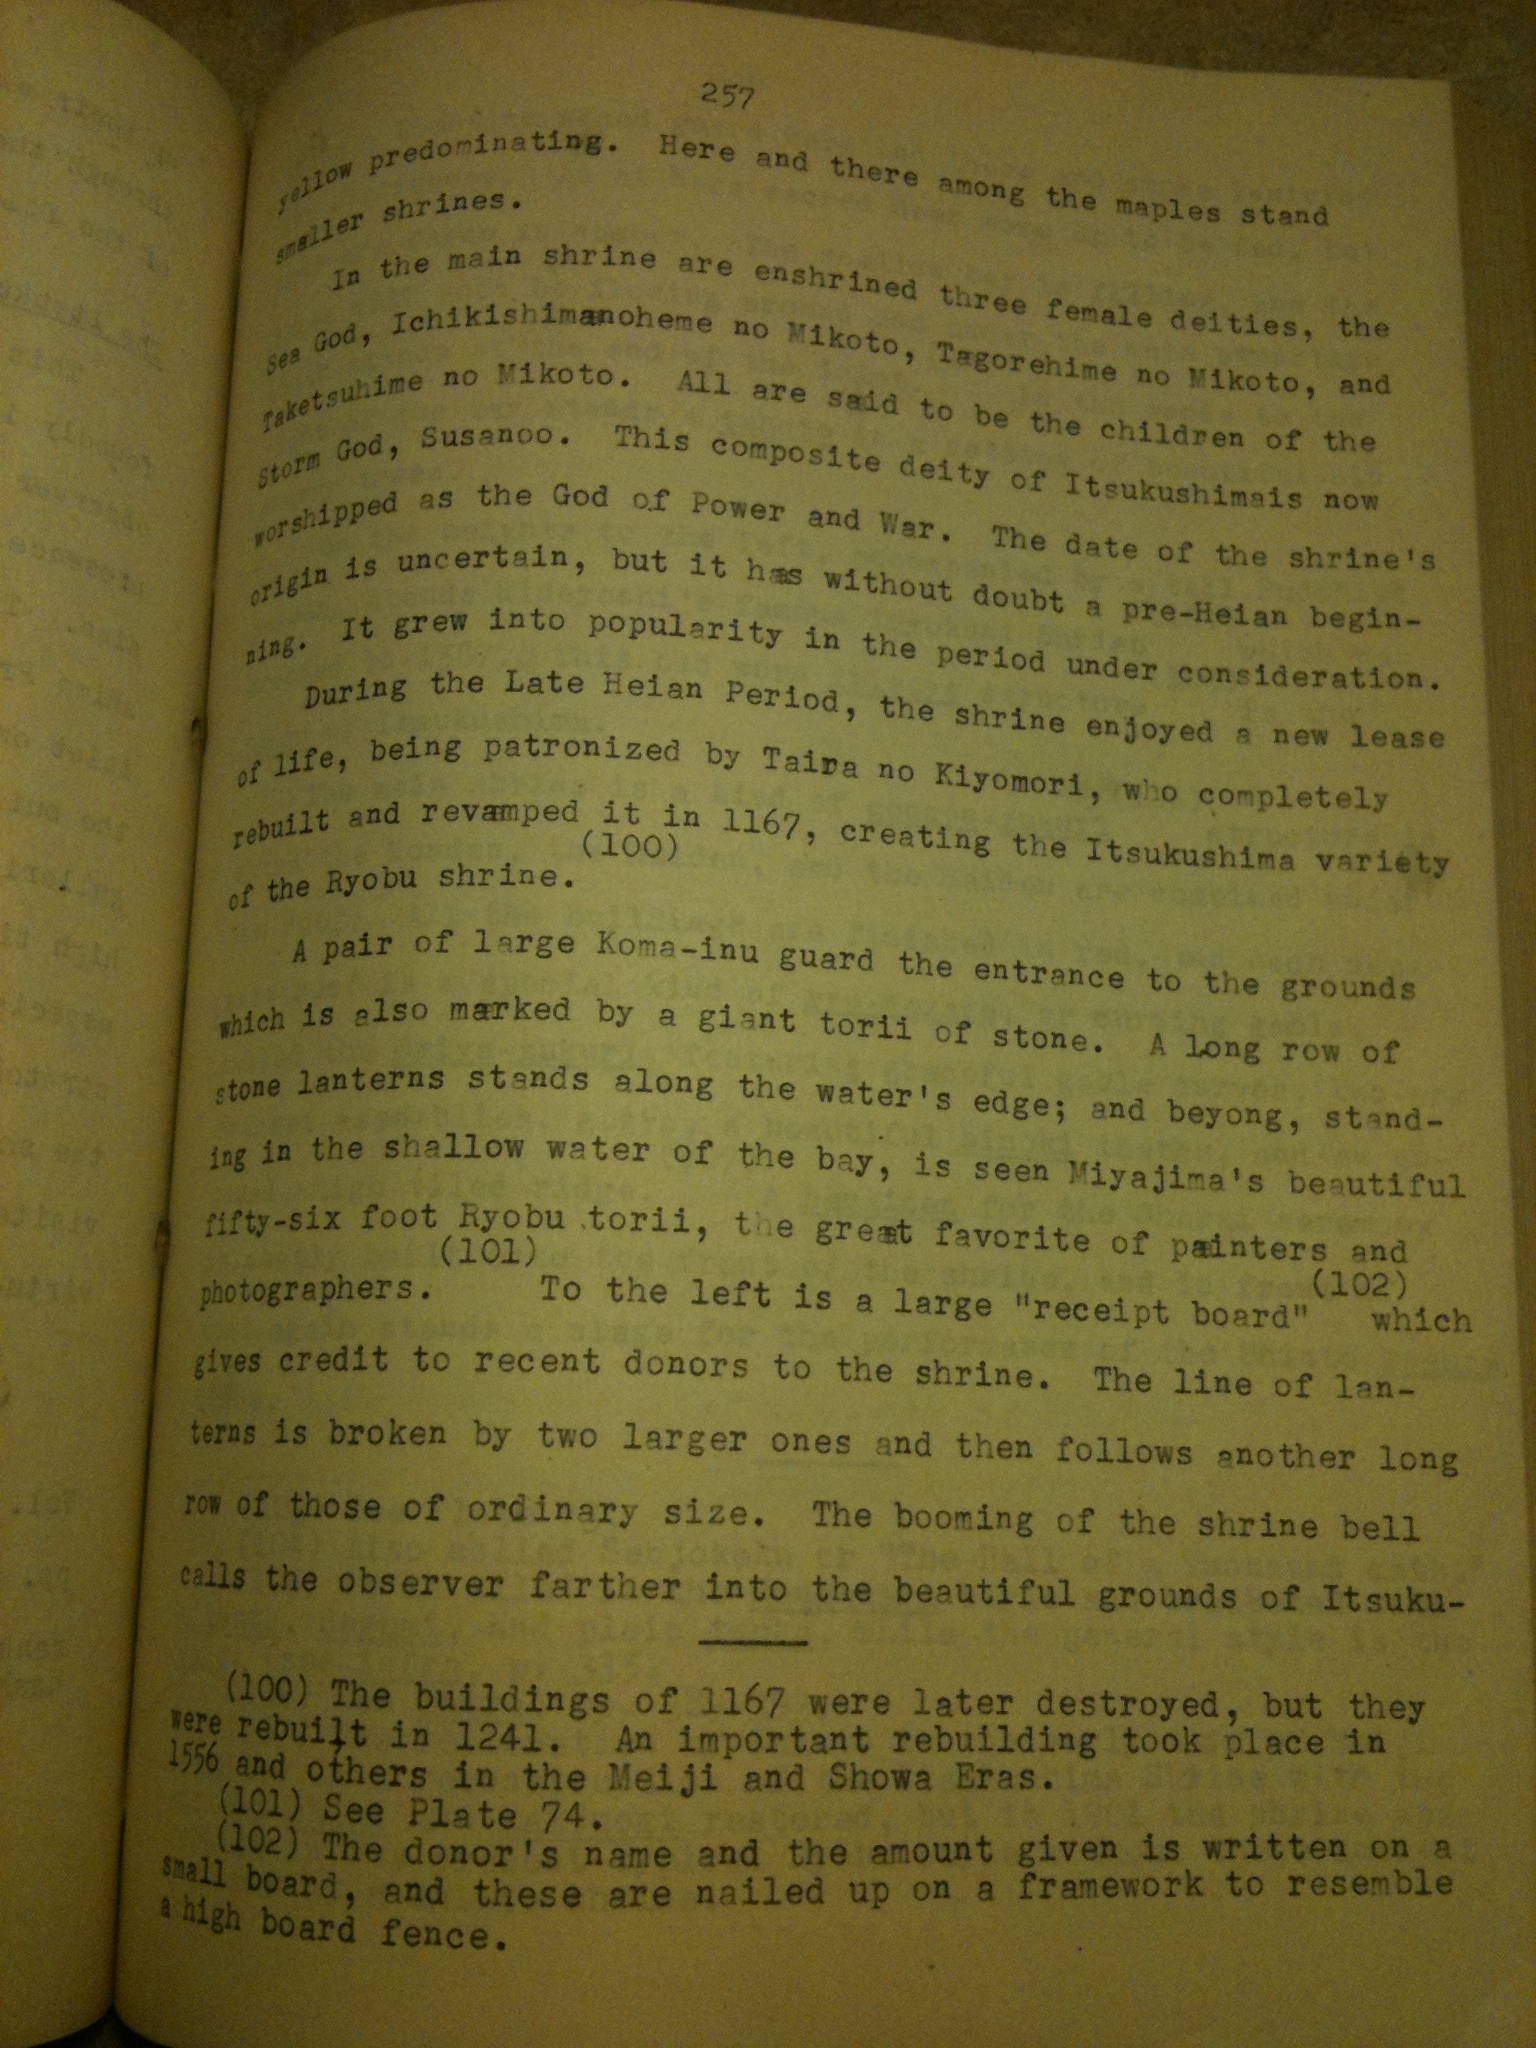 257
yellow predominating. Here and there among the maples stand
smaller shrines.
In the main shrine are enshrined three female deities, the
Sea God, Ichikishimanoheme no Mikoto, Tagorehime no Mikoto, and
Taketsuhime no Mikoto. All are said to be the children of the
Storm God, Susanoo. This composite deity of Itsukushimais now
worshipped as the God of Power and War. The date of the shrine's
origin is uncertain, but it has without doubt a pre-Heian begin-
ning. It grew into popularity in the period under consideration.
During the Late Heian Period, the shrine enjoyed a new lease
of life, being patronized by Taira no Kiyomori, who completely
rebuilt and revamped it in 1167, creating the Itsukushima variety
of the Ryobu shrine. (100)
A pair of large Koma-inu guard the entrance to the grounds
which is also marked by a giant torii of stone. A long row of
stone lanterns stands along the water's edge; and beyong, stand-
ing in the shallow water of the bay, is seen Miyajima's beautiful
fifty-six foot Ryobu torii, the great favorite of painters and
photographers. (101) To the left is a large "receipt board" (102) which
gives credit to recent donors to the shrine. The line of lan-
terns is broken by two larger ones and then follows another long
row of those of ordinary size. The booming of the shrine bell
calls the observer farther into the beautiful grounds of Itsuku-
(100) The buildings of 1167 were later destroyed, but they
were rebuilt in 1241. An important rebuilding took place in
1556 and others in the Meiji and Showa Eras.
(101) See Plate 74.
(102) The donor's name and the amount given is written on a
small board, and these are nailed up on a framework to resemble
a high board fence.